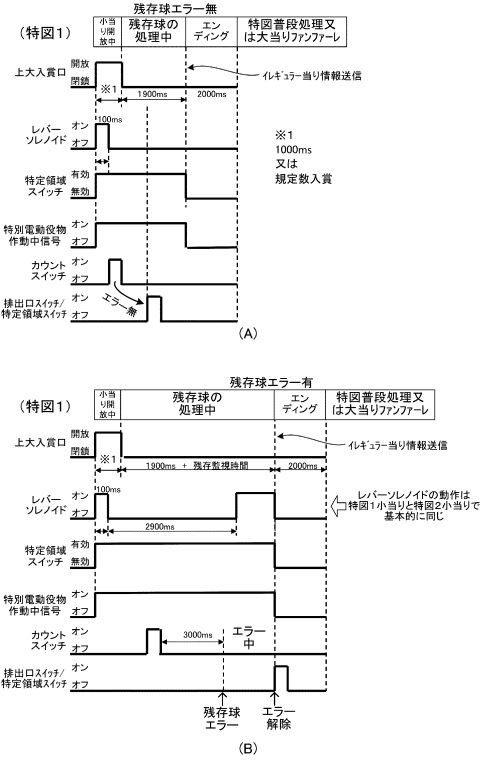 残存球エラー無
(特図1)
小当り開放中
残存球の処理中
エンディング
特図普段処理又は大当りファンファーレ
上大入賞口
開放
閉鎖
※1
1900ms
2000ms
イレギュラー当り情報送信
レバーソレノイド
オン
オフ
100ms
※1
1000ms
又は
規定数入賞
特定領域スイッチ
有効
無効
特別電動役物作動中信号
オン
オフ
カウントスイッチ
オン
オフ
エラー無
排出口スイッチ/特定領域スイッチ
オン
オフ
(A)
残存球エラー有
(特図1)
小当り開放中
残存球の処理中
エンディング
特図普段処理又は大当りファンファーレ
上大入賞口
開放
閉鎖
※1
1900ms + 残存監視時間
2000ms
イレギュラー当り情報送信
レバーソレノイド
オン
オフ
100ms
2900ms
レバーソレノイドの動作は
特図1小当りと特図2小当りで
基本的に同じ
特定領域スイッチ
有効
無効
特別電動役物作動中信号
オン
オフ
カウントスイッチ
オン
オフ
3000ms
エラー中
排出口スイッチ/特定領域スイッチ
オン
オフ
残存球エラー
エラー解除
(B)